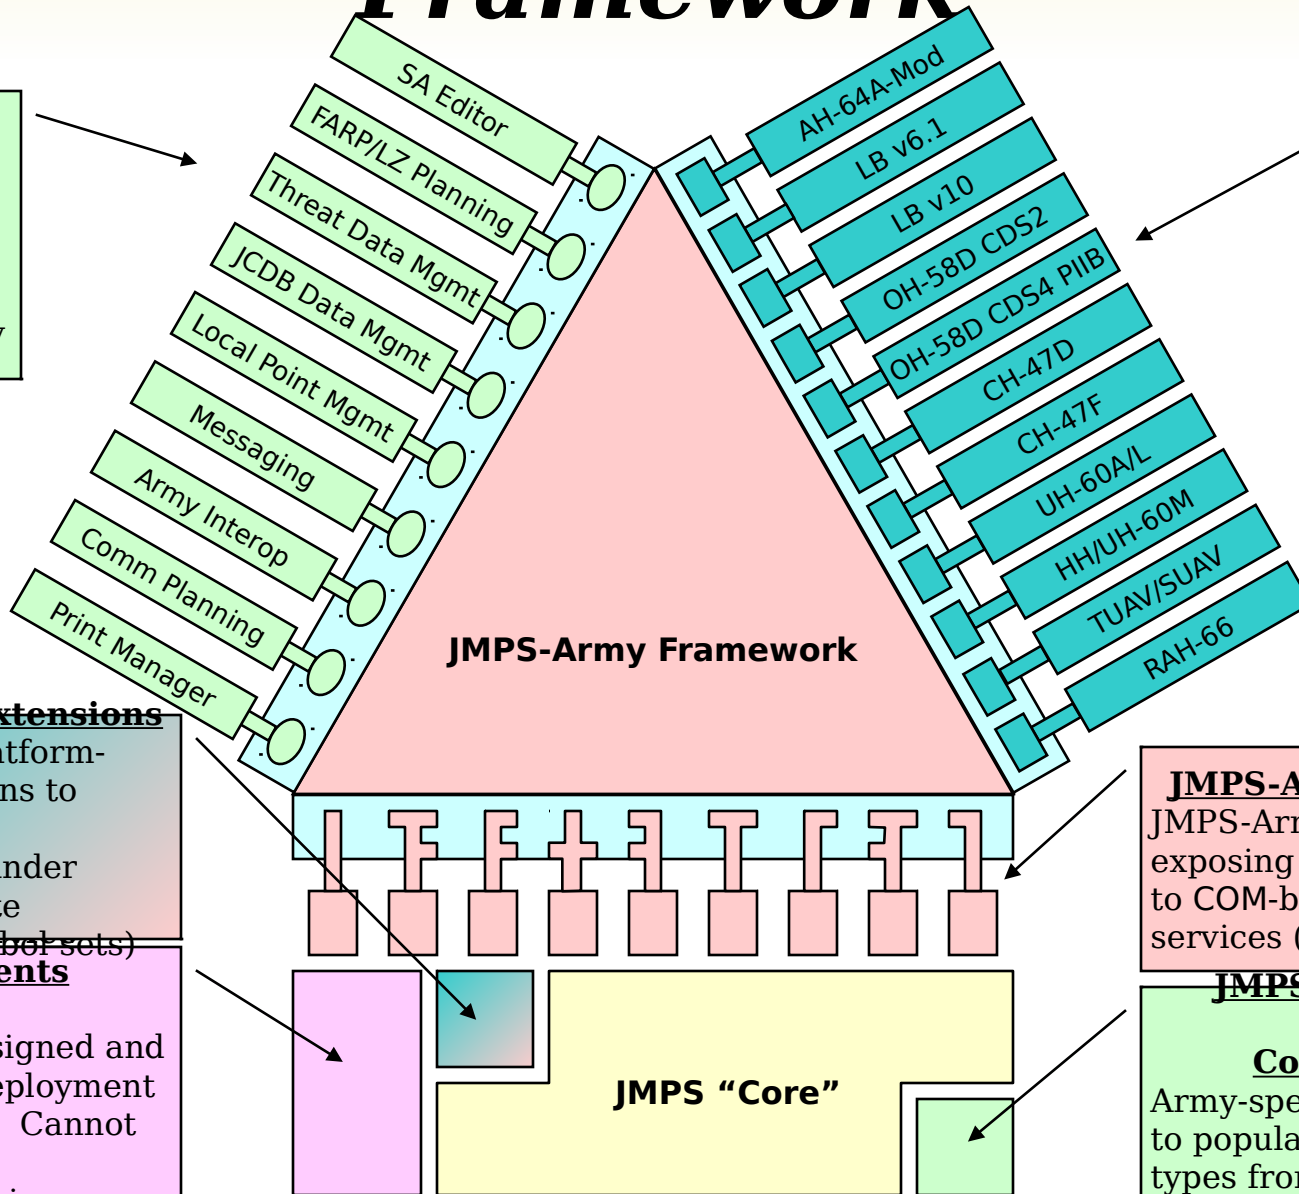 Framework
SA Editor
FARP/LZ Planning
Threat Data Mgmt
JCDB Data Mgmt
Local Point Mgmt
Messaging
Army Interop
Comm Planning
Print Manager
AH-64A-Mod
LB v6.1
LB v10
OH-58D CDS2
OH-58D CDS4 PIIB
CH-47D
CH-47F
UH-60A/L
HH/UH-60M
TUAV/SUAV
RAH-66
JMPS-Army Framework
xtensions
atform-
ns to
nder
te
bol sets)
ents
signed and
eployment
Cannot
JMPS-A
JMPS-Arm
exposing
to COM-b
services (
JMPS
Co
Army-spe
to popula
types from
JMPS “Core”